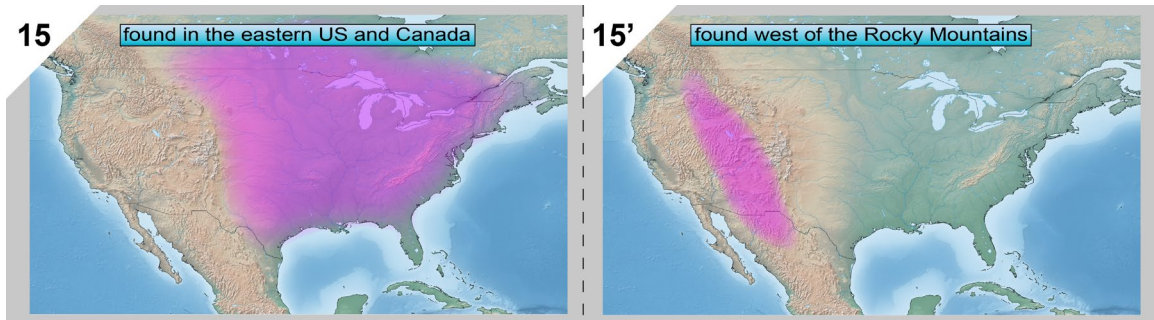 15
found in the eastern US and Canada
15’
found west of the Rocky Mountains